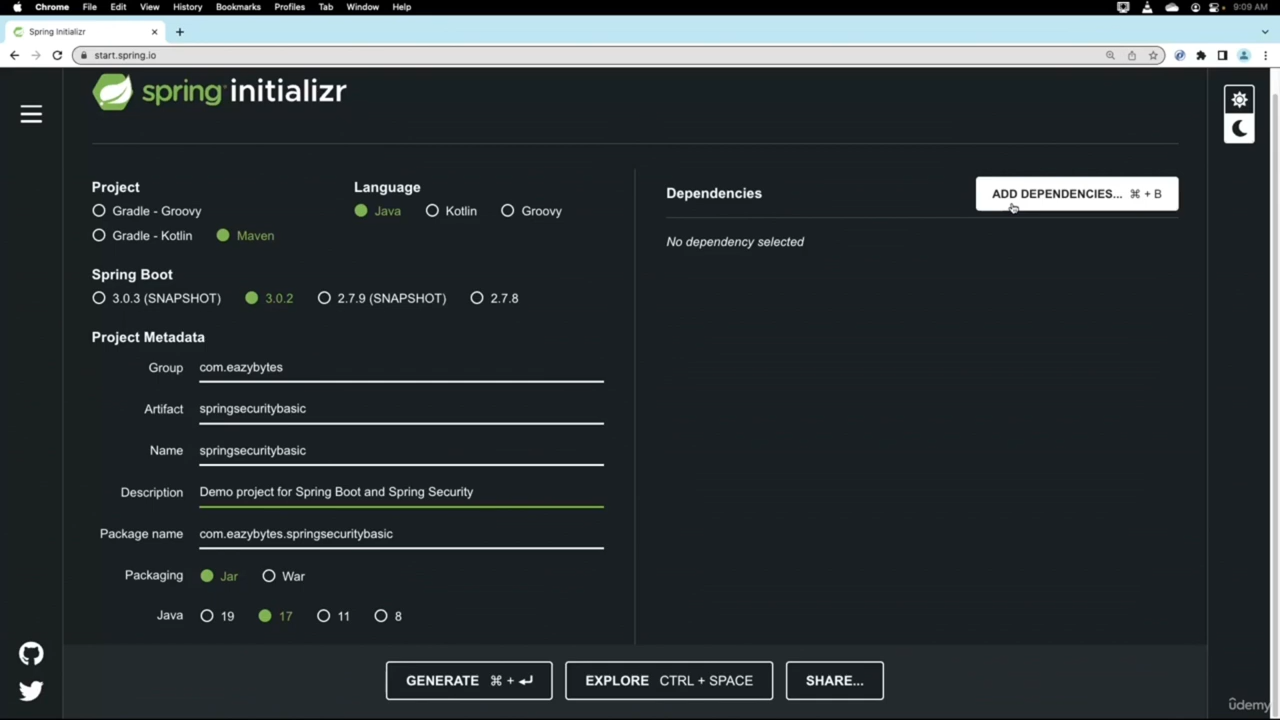 Chrome File Edit View History Bookmarks Profiles Tab Window Help 9:09 AM
Spring Initializr
start.spring.io
spring initializr
Project
Gradle - Groovy
Gradle - Kotlin Maven
Language
Java Kotlin Groovy
Spring Boot
3.0.3 (SNAPSHOT) 3.0.2 2.7.9 (SNAPSHOT) 2.7.8
Project Metadata
Group com.eazybytes
Artifact springsecuritybasic
Name springsecuritybasic
Description Demo project for Spring Boot and Spring Security
Package name com.eazybytes.springsecuritybasic
Packaging Jar War
Java 19 17 11 8
Dependencies
ADD DEPENDENCIES... ⌘ + B
No dependency selected
GENERATE ⌘ + ↵
EXPLORE CTRL + SPACE
SHARE...
ûdemy